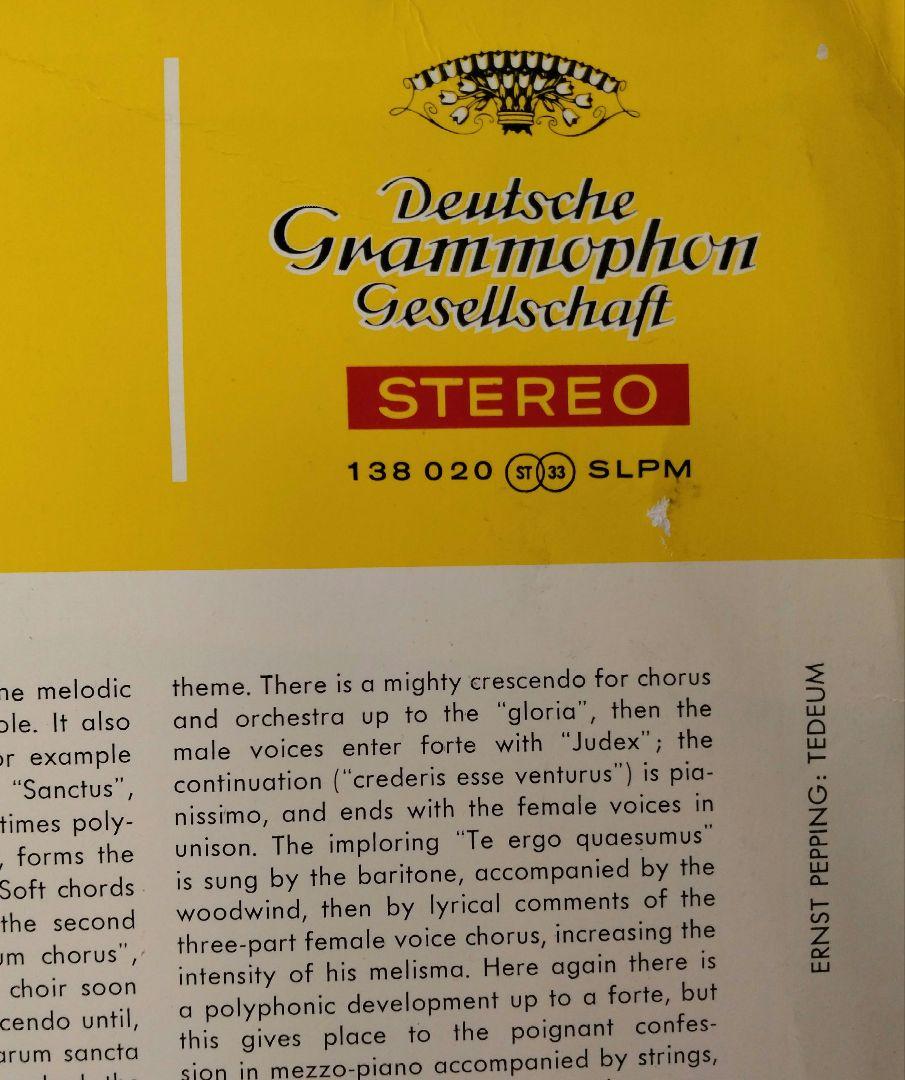 Deutsche
Grammophon
Gesellschaft
STEREO
138 020 ST 33 SLPM
melodic
It also
example
“Sanctus”,
times poly-
, forms the
Soft chords
the second
chorus”,
choir soon
until,
sancta
the
theme. There is a mighty crescendo for chorus
and orchestra up to the “gloria”, then the
male voices enter forte with “Judex”; the
continuation (“crederis esse venturus”) is pia-
nissimo, and ends with the female voices in
unison. The imploring “Te ergo quaesumus”
is sung by the baritone, accompanied by the
woodwind, then by lyrical comments of the
three-part female voice chorus, increasing the
intensity of his melisma. Here again there is
a polyphonic development up to a forte, but
this gives place to the poignant confes-
sion in mezzo-piano accompanied by strings,
ERNST PEPPING: TEDEUM